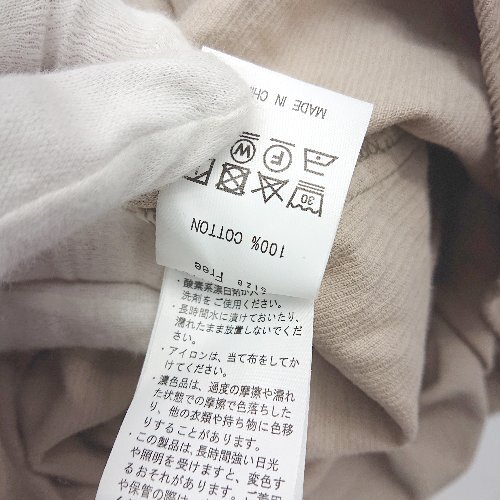 Size Free
100% COTTON
30
F
W
MADE IN CHI
酸素系漂白剤が
洗剤をご使用ください。
・長時間水に漬けておいたり、
濡れたまま放置しないでくだ
さい。
・アイロンは、当て布をしてか
けてください。
・濃色品は、過度の摩擦や濡れ
た状態での摩擦で色落ちした
り、他の衣類や持ち物に色移
りすることがあります。
・この製品は、長時間強い日光
や照明を受けますと、変色す
るおそれがあります。ご着用
や保管の際は